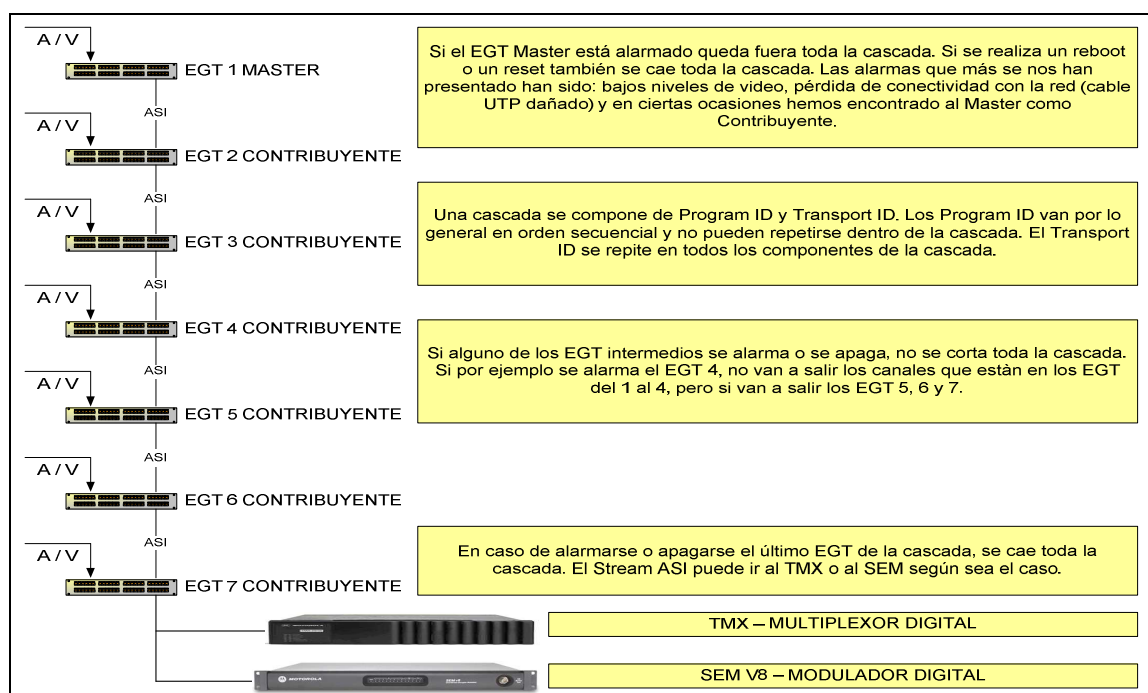 A / V
EGT 1 MASTER
Si el EGT Master está alarmado queda fuera toda la cascada. Si se realiza un reboot
o un reset también se cae toda la cascada. Las alarmas que más se nos han
presentado han sido: bajos niveles de video, pérdida de conectividad con la red (cable
UTP dañado) y en ciertas ocasiones hemos encontrado al Master como
Contribuyente.
ASI
A / V
EGT 2 CONTRIBUYENTE
ASI
A / V
EGT 3 CONTRIBUYENTE
Una cascada se compone de Program ID y Transport ID. Los Program ID van por lo
general en orden secuencial y no pueden repetirse dentro de la cascada. El Transport
ID se repite en todos los componentes de la cascada.
ASI
A / V
EGT 4 CONTRIBUYENTE
Si alguno de los EGT intermedios se alarma o se apaga, no se corta toda la cascada.
Si por ejemplo se alarma el EGT 4, no van a salir los canales que estàn en los EGT
del 1 al 4, pero si van a salir los EGT 5, 6 y 7.
ASI
A / V
EGT 5 CONTRIBUYENTE
ASI
A / V
EGT 6 CONTRIBUYENTE
ASI
A / V
EGT 7 CONTRIBUYENTE
En caso de alarmarse o apagarse el último EGT de la cascada, se cae toda la
cascada. El Stream ASI puede ir al TMX o al SEM según sea el caso.
TMX – MULTIPLEXOR DIGITAL
MOTOROLA
SEM V8 – MODULADOR DIGITAL